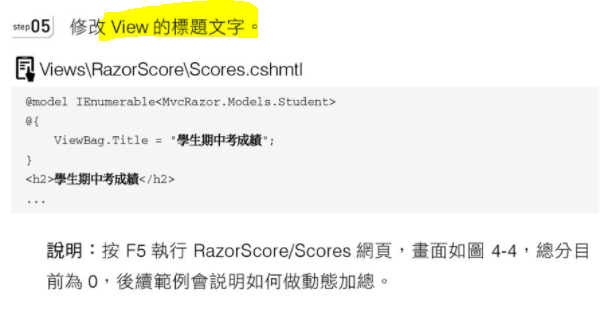 step05 修改 View 的標題文字。
Views\RazorScore\Scores.cshmtl
@model IEnumerable<MvcRazor.Models.Student>
@{
    ViewBag.Title = "學生期中考成績";
}
<h2>學生期中考成績</h2>
...
說明：按 F5 執行 RazorScore/Scores 網頁，畫面如圖 4-4，總分目
前為 0，後續範例會說明如何做動態加總。